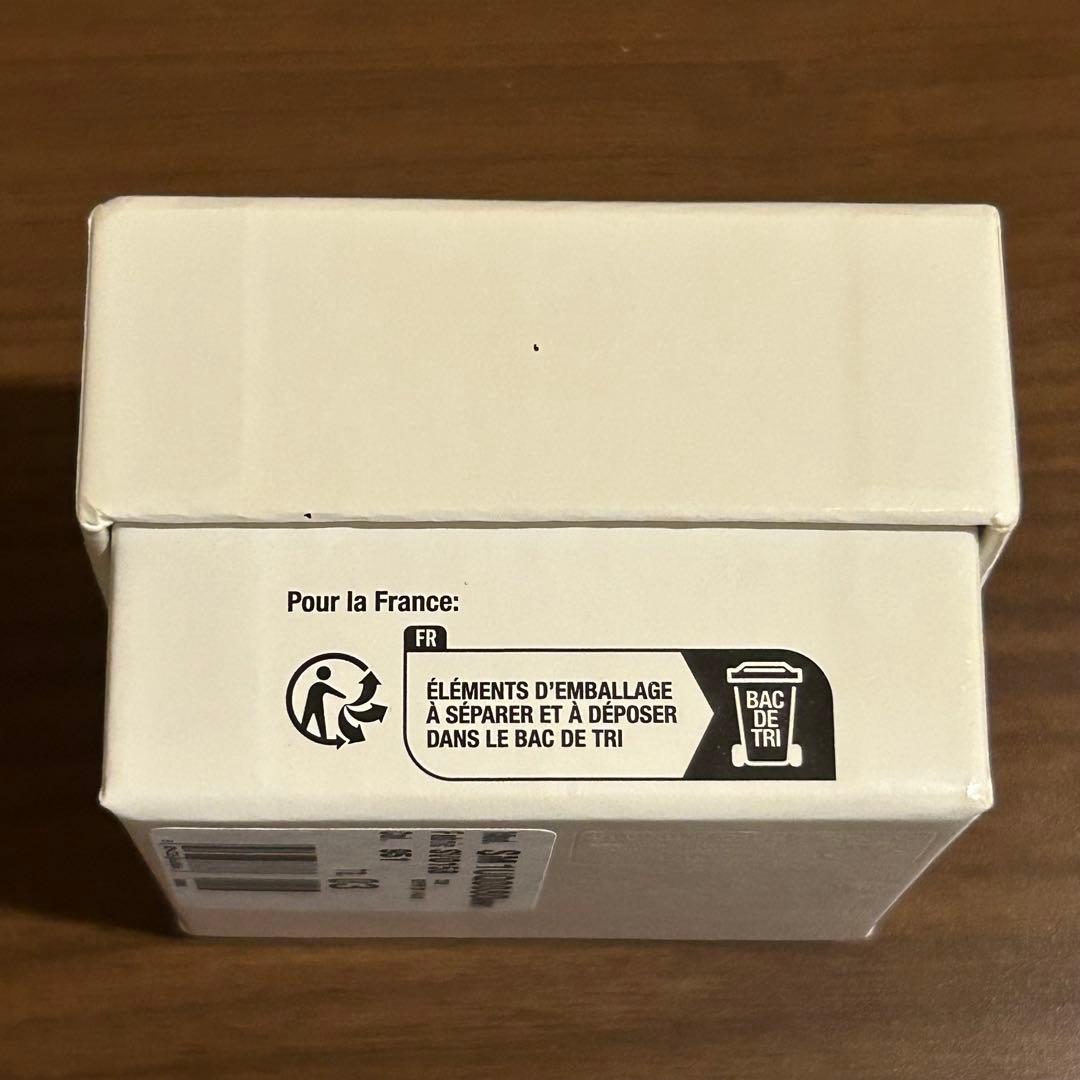 Pour la France:
FR
ÉLÉMENTS D'EMBALLAGE
À SÉPARER ET À DÉPOSER
DANS LE BAC DE TRI
BAC
DE
TRI